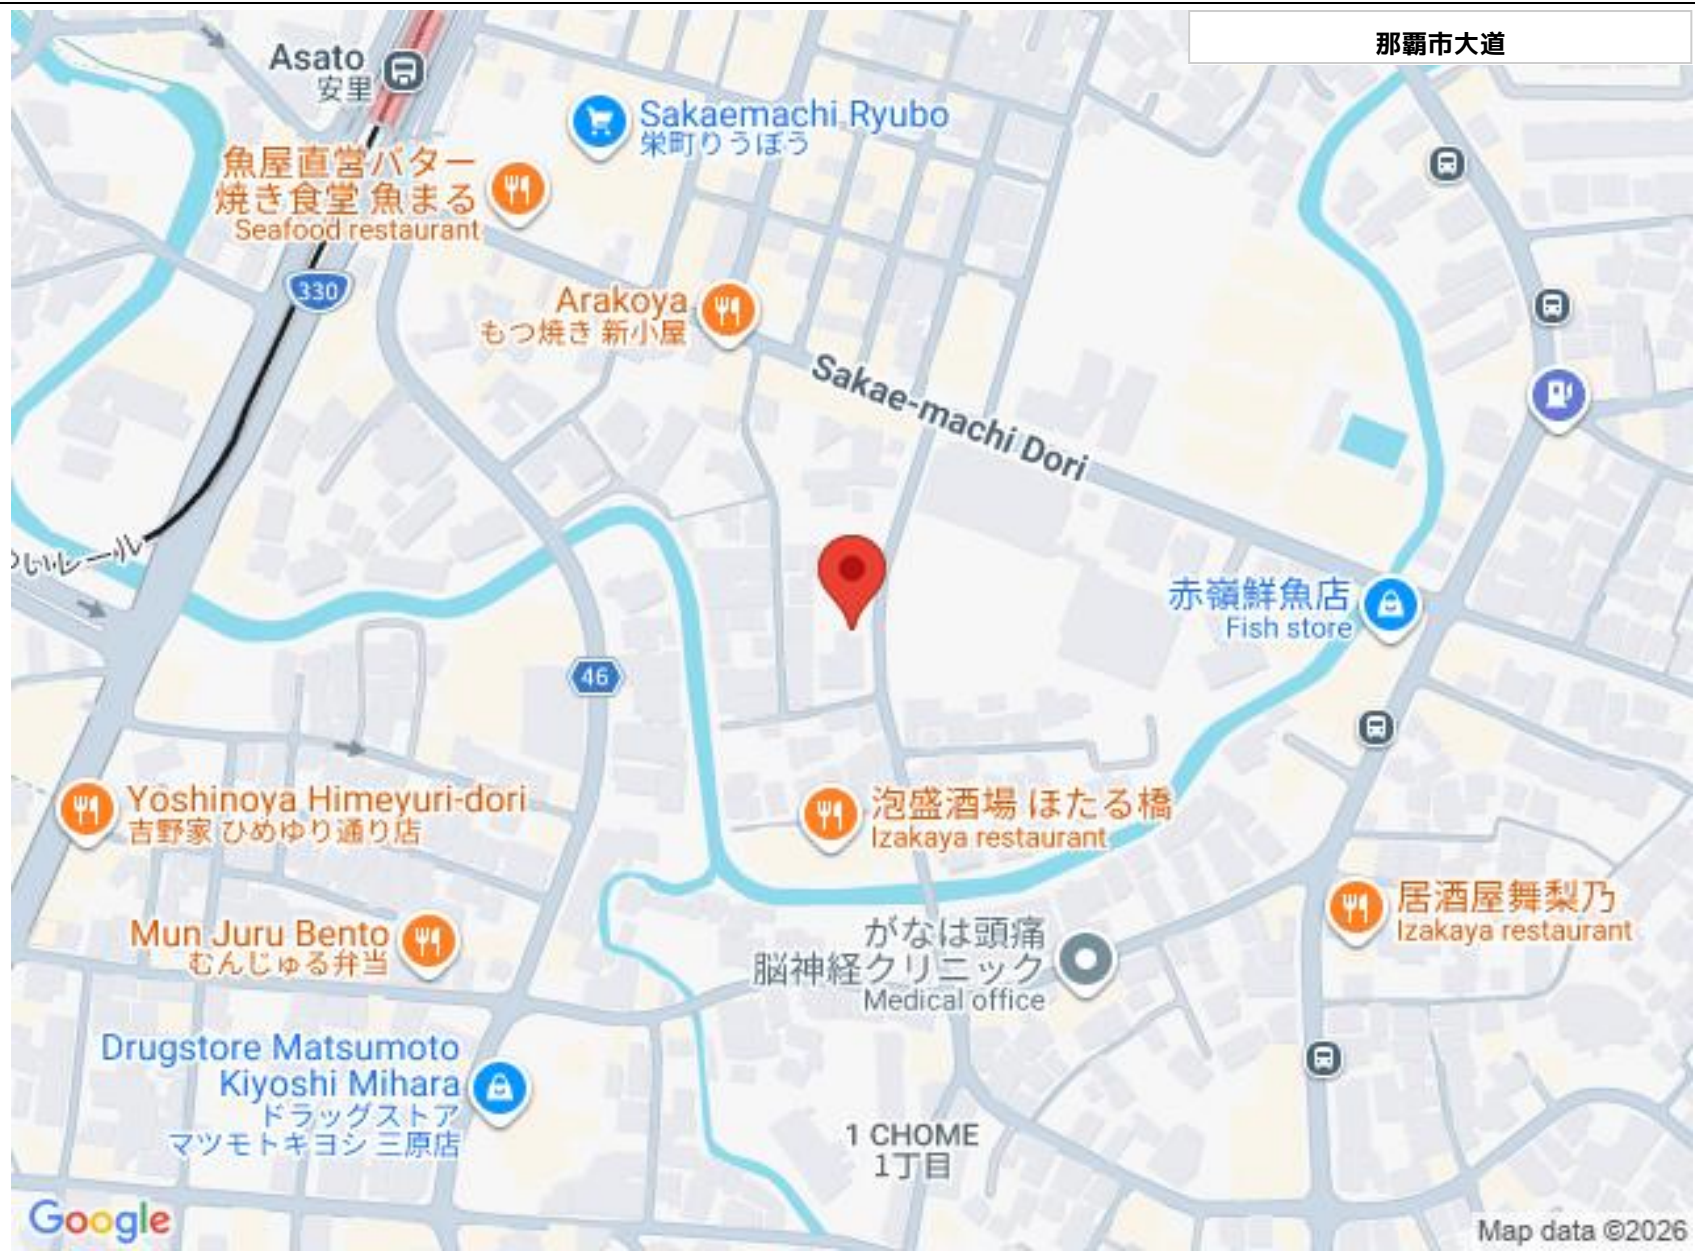 那覇市大道
Asato
安里
Sakaemachi Ryubo
栄町りうぼう
魚屋直営バター
焼き食堂 魚まる
Seafood restaurant
330
Arakoya
もつ焼き 新小屋
Sakae-machi Dori
いレール
赤嶺鮮魚店
Fish store
46
Yoshinoya Himeyuri-dori
吉野家 ひめゆり通り店
泡盛酒場 ほたる橋
Izakaya restaurant
居酒屋舞梨乃
Izakaya restaurant
Mun Juru Bento
むんじゅる弁当
がなは頭痛
脳神経クリニック
Medical office
Drugstore Matsumoto
Kiyoshi Mihara
ドラッグストア
マツモトキヨシ 三原店
1 CHOME
1丁目
Google
Map data ©2026